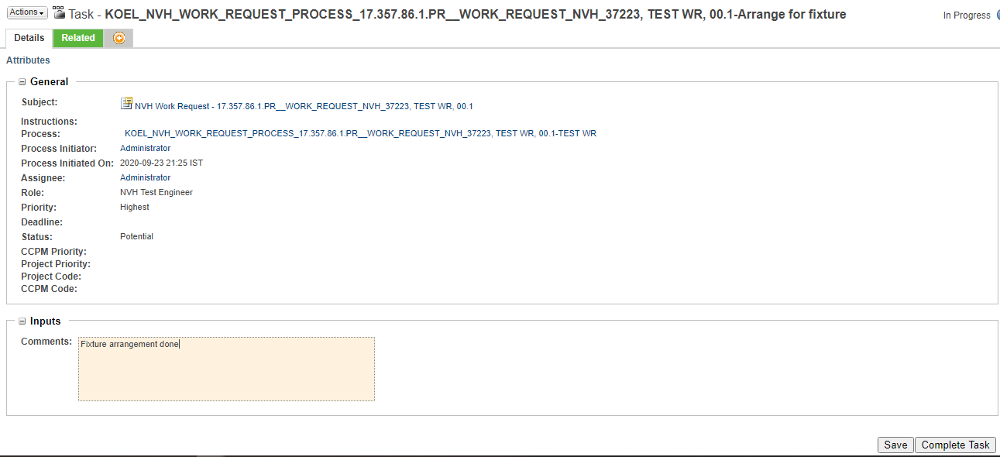 Actions Task - KOEL_NVH_WORK_REQUEST_PROCESS_17.357.86.1.PR__WORK_REQUEST_NVH_37223, TEST WR, 00.1-Arrange for fixture In Progress
Details Related
Attributes
General
Subject: NVH Work Request - 17.357.86.1.PR__WORK_REQUEST_NVH_37223, TEST WR, 00.1
Instructions:
Process: KOEL_NVH_WORK_REQUEST_PROCESS_17.357.86.1.PR__WORK_REQUEST_NVH_37223, TEST WR, 00.1-TEST WR
Process Initiator: Administrator
Process Initiated On: 2020-09-23 21:25 IST
Assignee: Administrator
Role: NVH Test Engineer
Priority: Highest
Deadline:
Status: Potential
CCPM Priority:
Project Priority:
Project Code:
CCPM Code:
Inputs
Comments: Fixture arrangement done
Save Complete Task